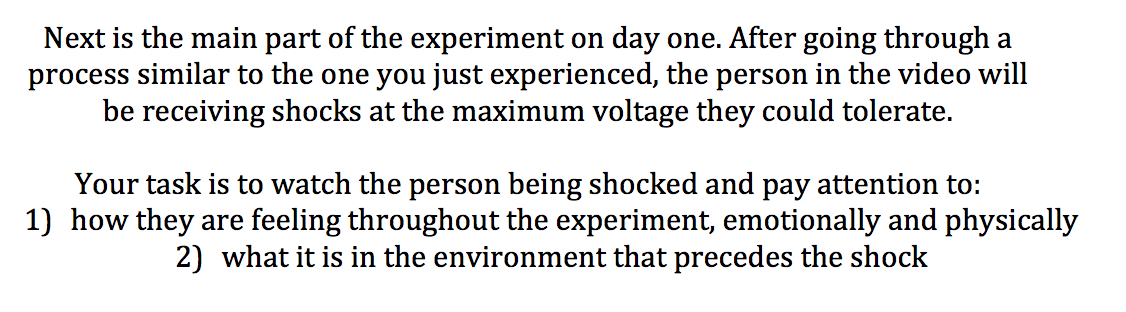 Next is the main part of the experiment on day one. After going through a
process similar to the one you just experienced, the person in the video will
be receiving shocks at the maximum voltage they could tolerate.
Your task is to watch the person being shocked and pay attention to:
1) how they are feeling throughout the experiment, emotionally and physically
2) what it is in the environment that precedes the shock